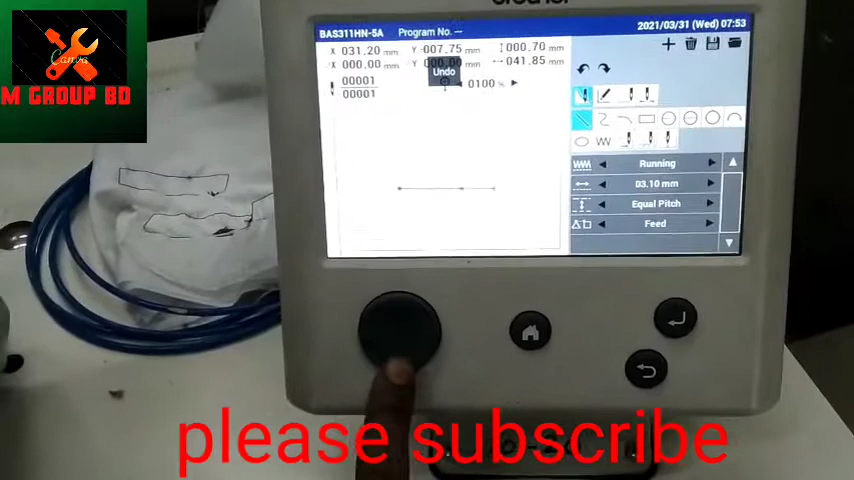 brother
BAS311HN-5A Program No. -- 2021/03/31 (Wed) 07:53
X 031.20 mm Y -007.75 mm 000.70 mm
X 000.00 mm Y 000.00 mm 041.85 mm
Undo
00001
00001
0100 %
Canva
M GROUP BD
Running
03.10 mm
Equal Pitch
Feed
please subscribe